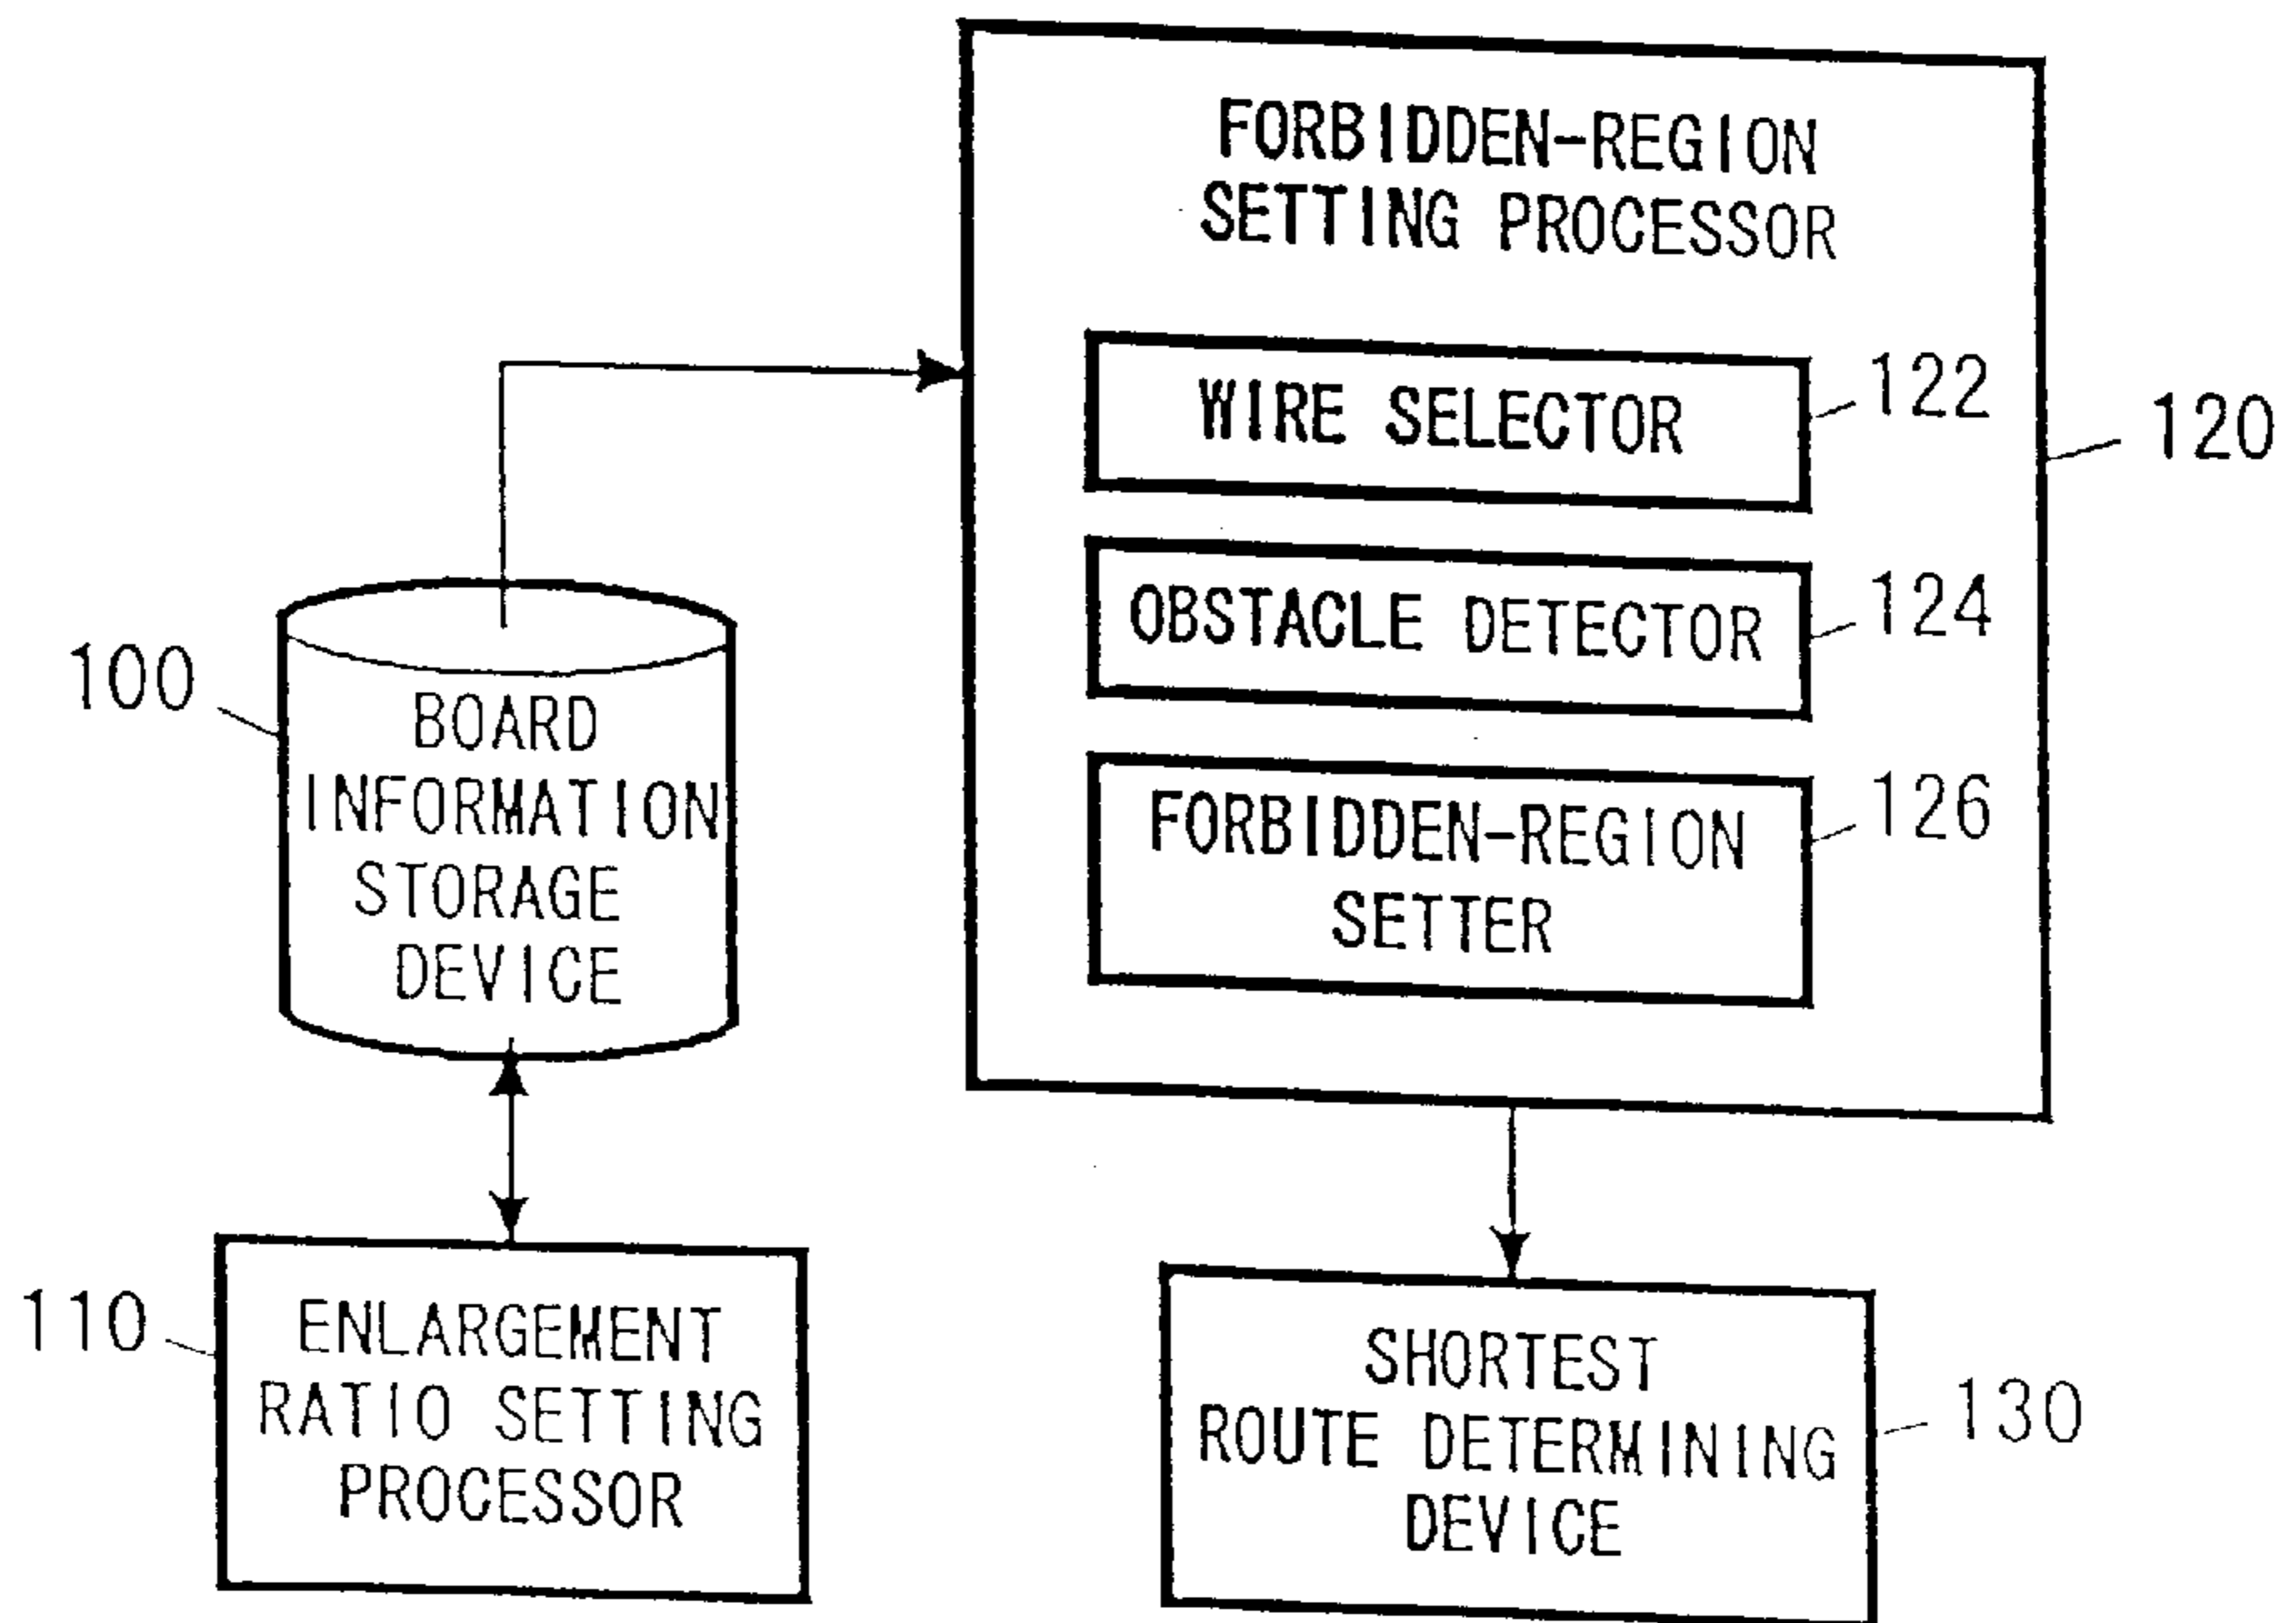 FORBIDDEN-REGION
SETTING PROCESSOR
WIRE SELECTOR
122
120
OBSTACLE DETECTOR
124
FORBIDDEN-REGION
SETTER
126
100
BOARD
INFORMATION
STORAGE
DEVICE
110
ENLARGEMENT
RATIO SETTING
PROCESSOR
SHORTEST
ROUTE DETERMINING
DEVICE
130